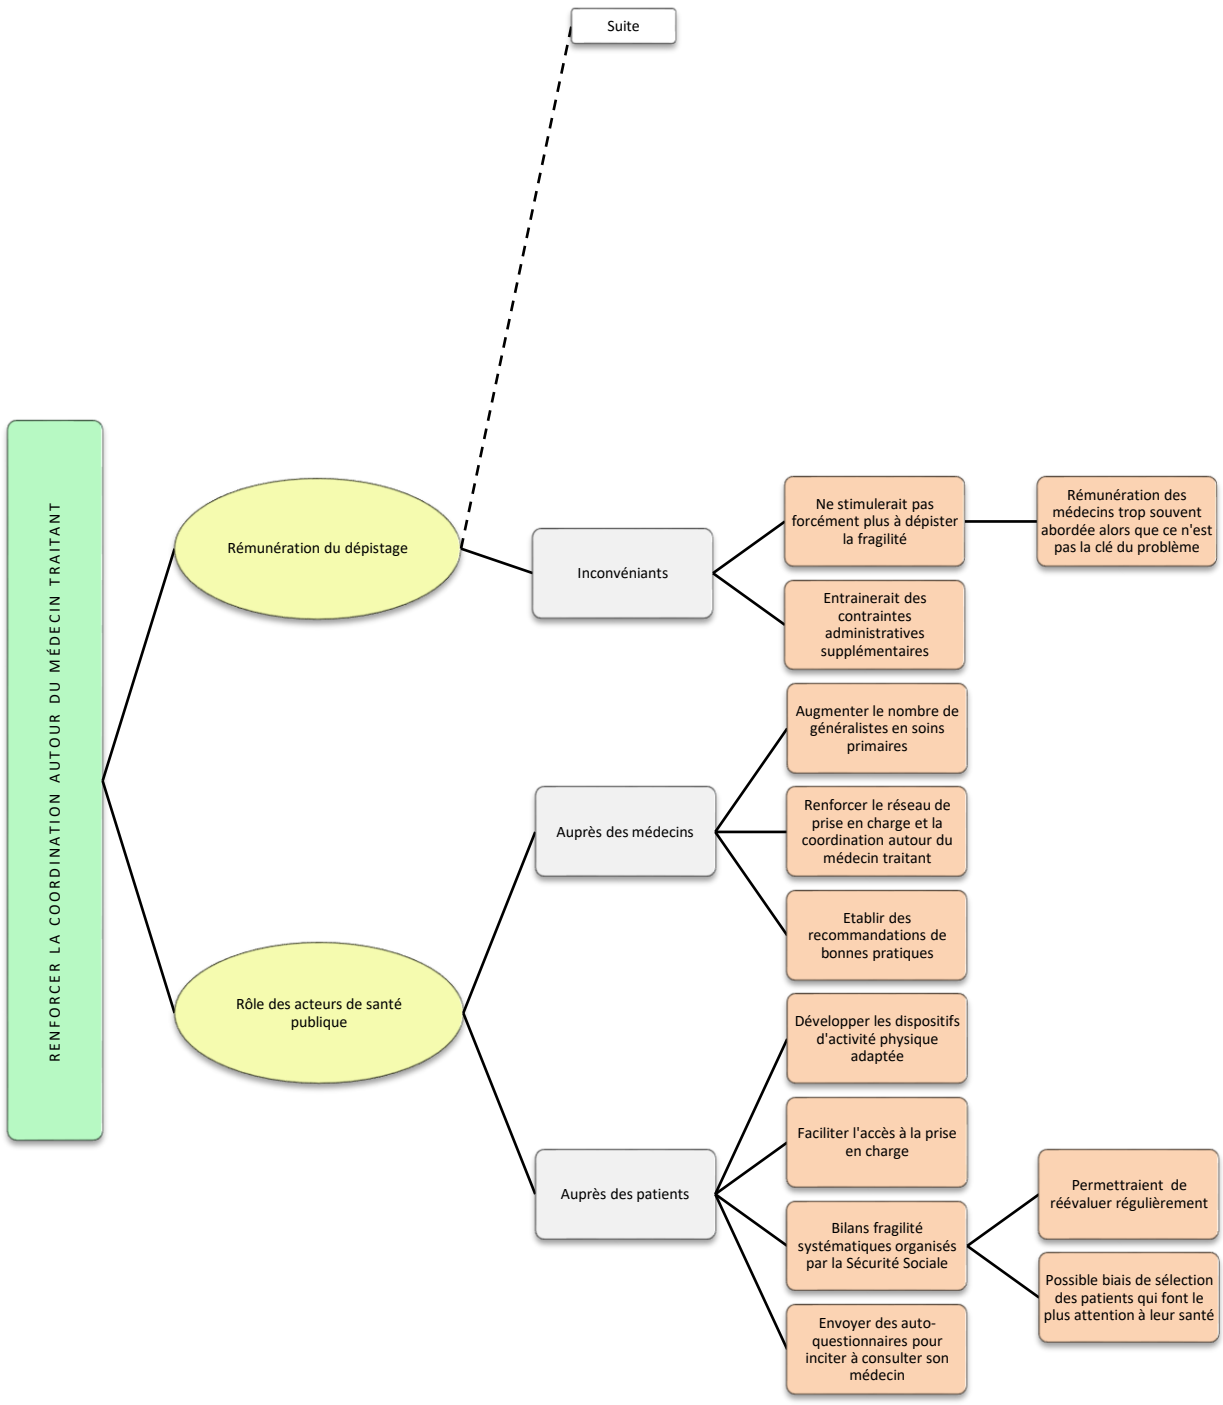 Suite
RENFORCER LA COORDINATION AUTOUR DU MÉDECIN TRAITANT
Rémunération du dépistage
Inconvéniants
Ne stimulerait pas
forcément plus à dépister
la fragilité
Rémunération des
médecins trop souvent
abordée alors que ce n'est
pas la clé du problème
Entrainerait des
contraintes
administratives
supplémentaires
Rôle des acteurs de santé
publique
Auprès des médecins
Augmenter le nombre de
généralistes en soins
primaires
Renforcer le réseau de
prise en charge et la
coordination autour du
médecin traitant
Etablir des
recommandations de
bonnes pratiques
Auprès des patients
Développer les dispositifs
d'activité physique
adaptée
Faciliter l'accès à la prise
en charge
Bilans fragilité
systématiques organisés
par la Sécurité Sociale
Permettraient de
réévaluer régulièrement
Possible biais de sélection
des patients qui font le
plus attention à leur santé
Envoyer des auto-
questionnaires pour
inciter à consulter son
médecin